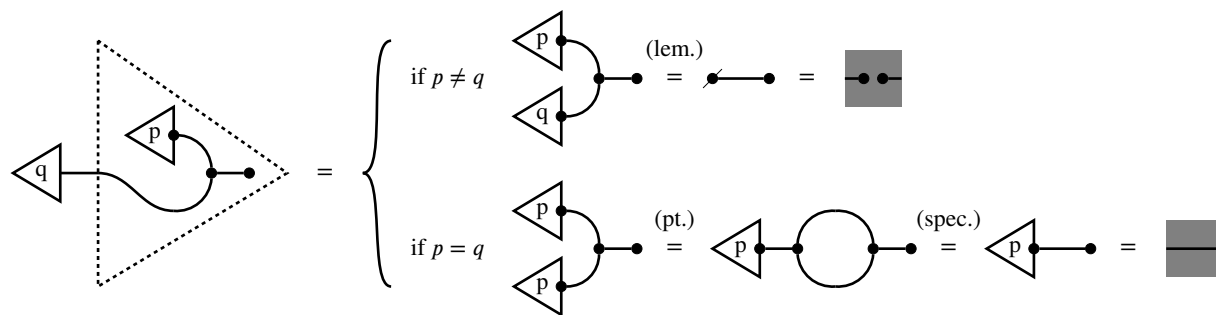 q
p
=
if p ≠ q
p
q
(lem.)
=
=
if p = q
p
p
(pt.)
=
p
(spec.)
=
p
=